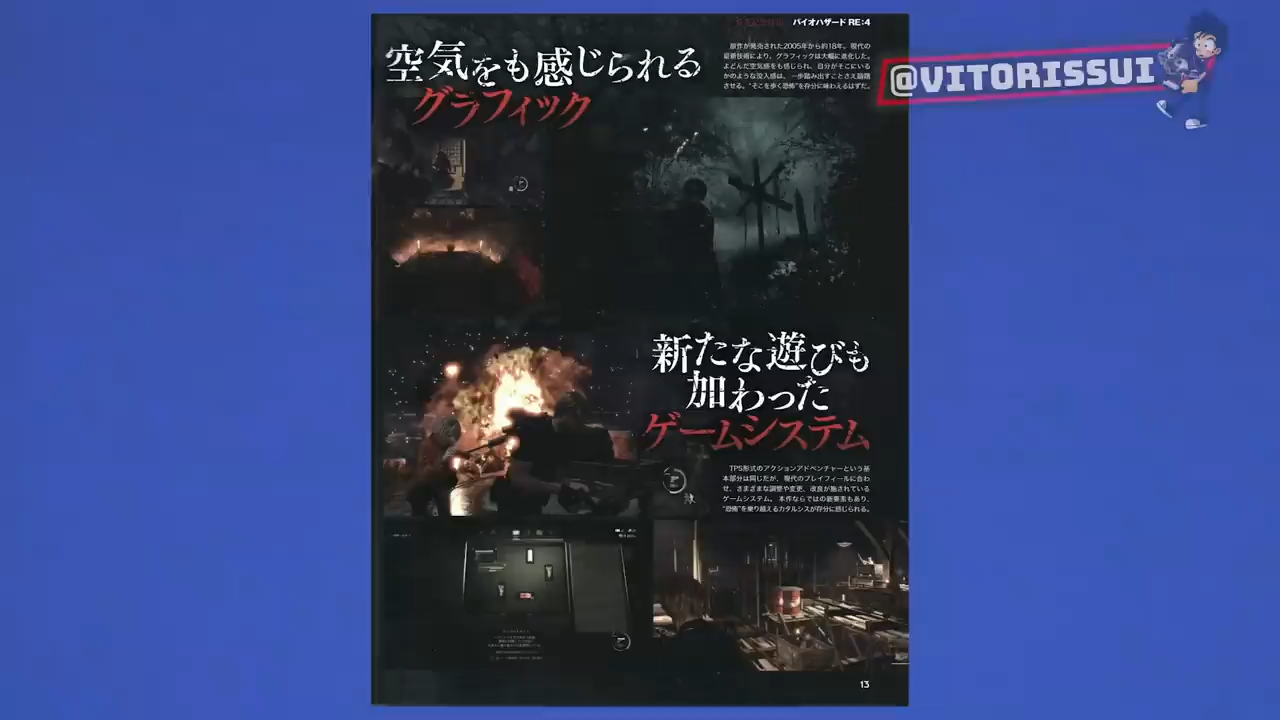 バイオハザード RE:4
空気をも感じられる
グラフィック
原作が発売された2005年から約18年。現代の
最新技術により、グラフィックは大幅に進化した。
よどんだ空気感をも感じられ、自分がそこにいる
かのような没入感は、一歩踏み出すことさえ躊躇
させる。“そこを歩く恐怖”を存分に味わえるはずだ。
@VITORISSUI
新たな遊びも
加わった
ゲームシステム
TPS形式のアクションアドベンチャーという基
本部分は同じだが、現代のプレイフィールに合わ
せ、さまざまな調整や変更、改良が施されている
ゲームシステム。本作ならではの新要素もあり、
“恐怖”を乗り越えるカタルシスが存分に感じられる。
13